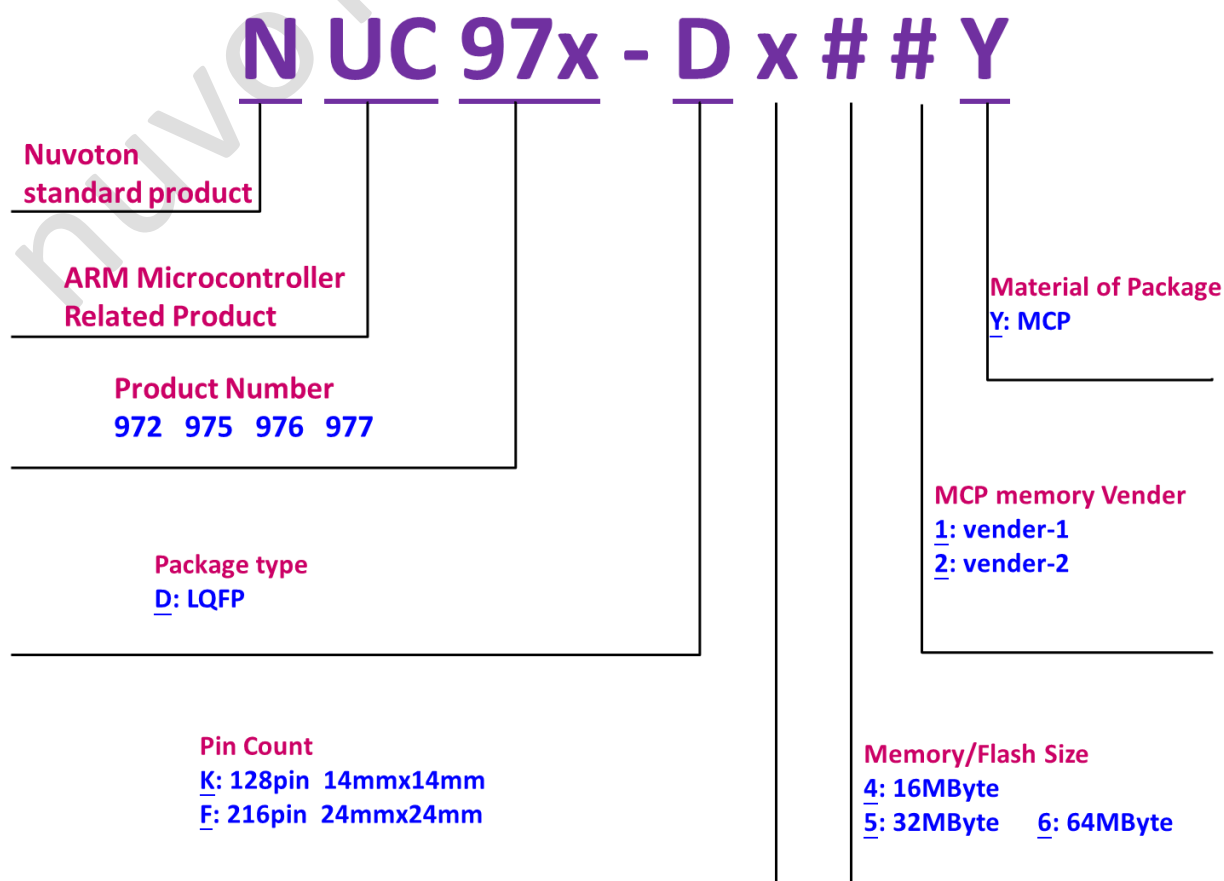 N UC 97x - D x # # Y
Nuvoton
standard product
ARM Microcontroller
Related Product
Product Number
972 975 976 977
Package type
D: LQFP
Pin Count
K: 128pin 14mmx14mm
F: 216pin 24mmx24mm
Material of Package
Y: MCP
MCP memory Vender
1: vender-1
2: vender-2
Memory/Flash Size
4: 16MByte
5: 32MByte 6: 64MByte
nuvo